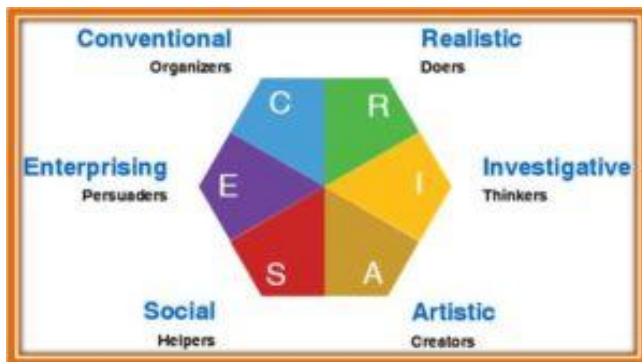 Conventional
Organizers
Realistic
Doers
C
R
Enterprising
Persuaders
E
I
Investigative
Thinkers
S
A
Social
Helpers
Artistic
Creators